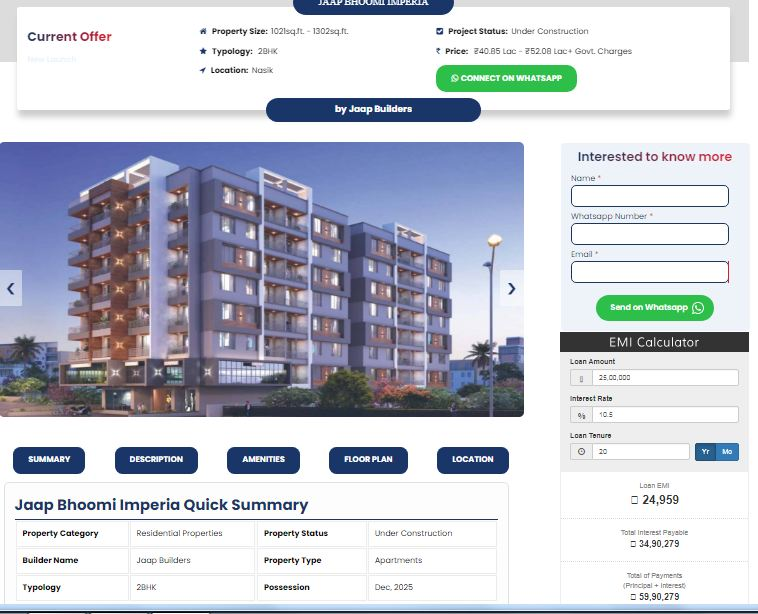 JAAP BHOOMI IMPERIA
Current Offer
New Launch
Property Size: 1021sq.ft. - 1302sq.ft.
Typology: 2BHK
Location: Nasik
Project Status: Under Construction
₹ Price: ₹40.85 Lac - ₹52.08 Lac+ Govt. Charges
CONNECT ON WHATSAPP
by Jaap Builders
Interested to know more
Name *
Whatsapp Number *
Email *
Send on Whatsapp
EMI Calculator
Loan Amount
25,00,000
Interest Rate
% 10.5
Loan Tenure
20 Yr Mo
Loan EMI
24,959
Total Interest Payable
34,90,279
Total of Payments
(Principal + Interest)
59,90,279
SUMMARY DESCRIPTION AMENITIES FLOOR PLAN LOCATION
Jaap Bhoomi Imperia Quick Summary
Property Category Residential Properties Property Status Under Construction
Builder Name Jaap Builders Property Type Apartments
Typology 2BHK Possession Dec, 2025